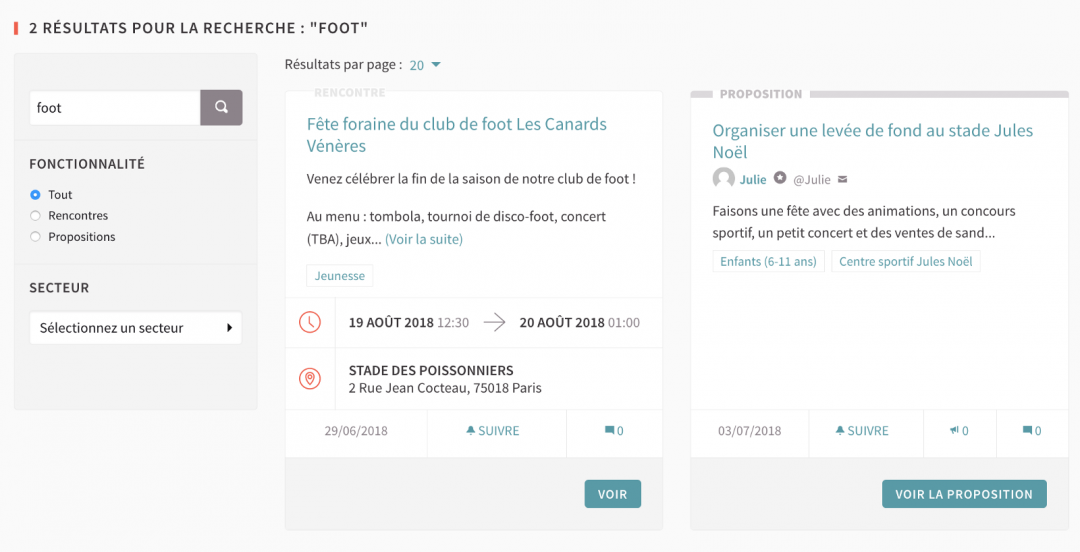 2 RÉSULTATS POUR LA RECHERCHE : "FOOT"
foot
FONCTIONNALITÉ
Tout
Rencontres
Propositions
SECTEUR
Sélectionnez un secteur
Résultats par page : 20
RENCONTRE
Fête foraine du club de foot Les Canards
Vénères
Venez célébrer la fin de la saison de notre club de foot !
Au menu : tombola, tournoi de disco-foot, concert
(TBA), jeux... (Voir la suite)
Jeunesse
19 AOÛT 2018 12:30 20 AOÛT 2018 01:00
STADE DES POISSONNIERS
2 Rue Jean Cocteau, 75018 Paris
29/06/2018 SUIVRE 0
VOIR
PROPOSITION
Organiser une levée de fond au stade Jules
Noël
Julie @Julie
Faisons une fête avec des animations, un concours
sportif, un petit concert et des ventes de sand...
Enfants (6-11 ans) Centre sportif Jules Noël
03/07/2018 SUIVRE 0 0
VOIR LA PROPOSITION